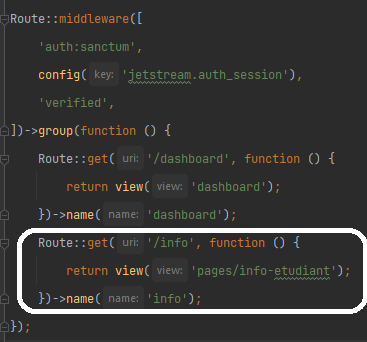 Route::middleware([
'auth:sanctum',
config( key: 'jetstream.auth_session'),
'verified',
])->group(function () {
Route::get( uri: '/dashboard', function () {
return view( view: 'dashboard');
})->name( name: 'dashboard');
Route::get( uri: '/info', function () {
return view( view: 'pages/info-etudiant');
})->name( name: 'info');
});